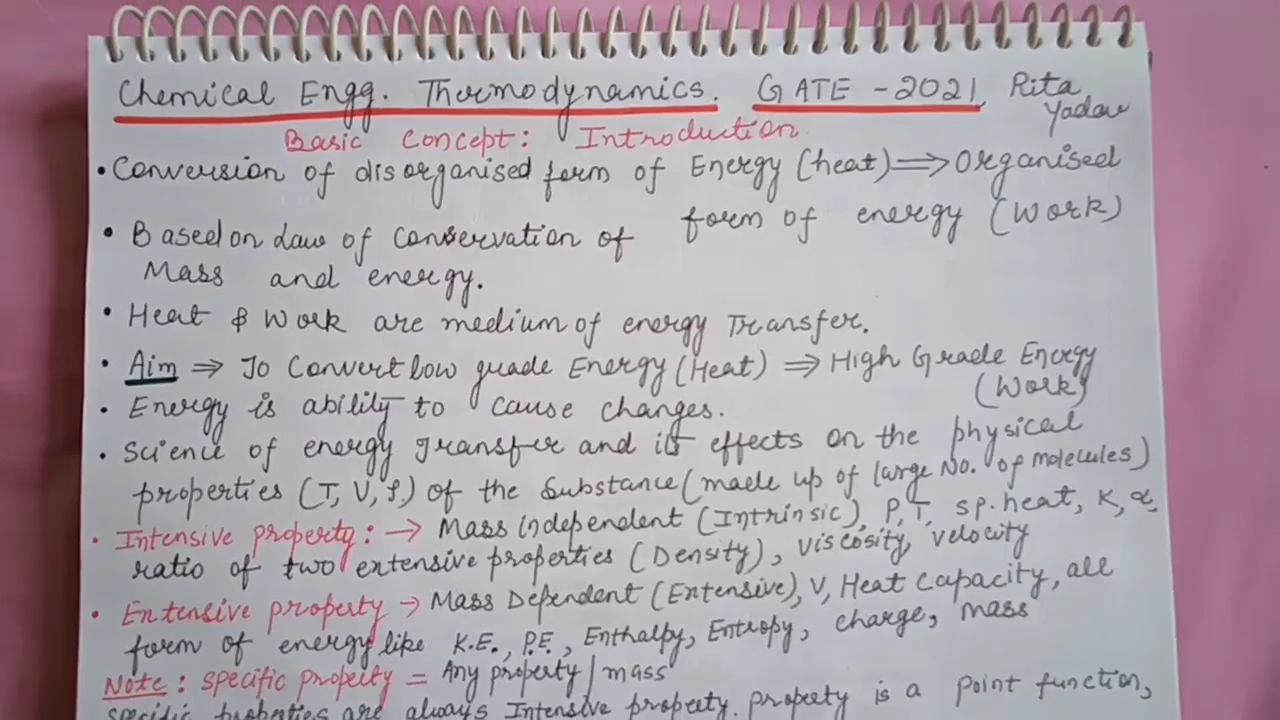 Chemical Engg. Thermodynamics. GATE - 2021 Rita Yadav
Basic Concept: Introduction
• Conversion of disorganised form of Energy (heat) ⟹ Organised
form of energy (Work)
• Based on Law of Conservation of
Mass and energy.
• Heat & Work are medium of energy Transfer.
• Aim ⇒ To Convert low grade Energy (Heat) ⇒ High Grade Energy
(Work)
• Energy is ability to cause changes.
• Science of energy transfer and its effects on the physical
properties (T, V, P.) of the Substance (made up of large No. of molecules)
• Intensive property: → Mass independent (Intrinsic), P, T, sp. heat, K, α,
ratio of two extensive properties (Density), viscosity, velocity
• Extensive property → Mass Dependent (Extensive), V, Heat Capacity, all
form of energy like K.E., P.E., Enthalpy, Entropy, charge, mass
Note: Specific property = Any property / mass
specific properties are always Intensive property. property is a point function,